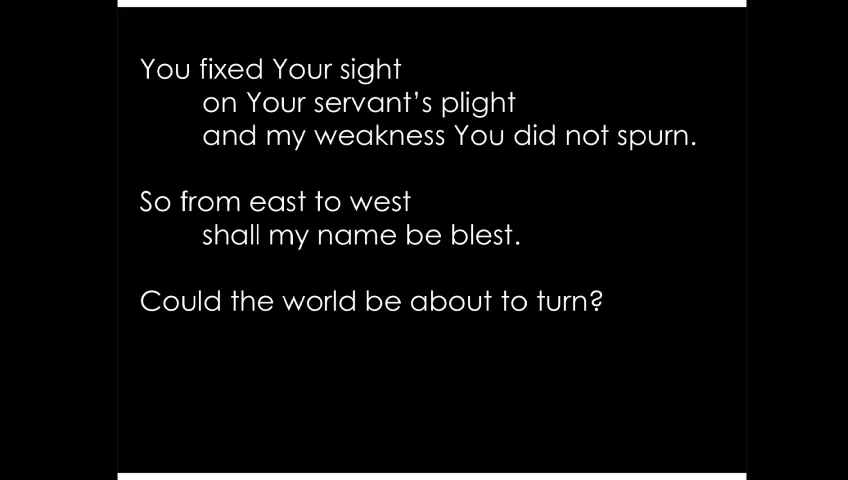 You fixed Your sight
on Your servant’s plight
and my weakness You did not spurn.
So from east to west
shall my name be blest.
Could the world be about to turn?